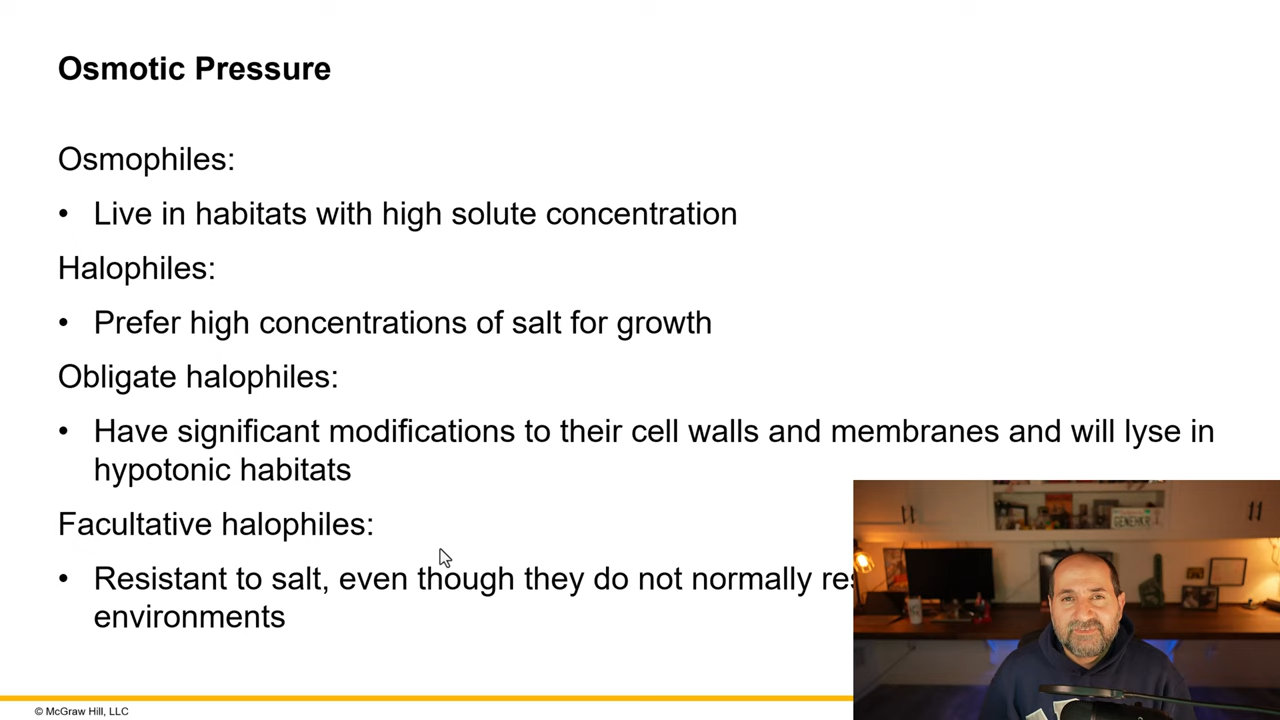 Osmotic Pressure
Osmophiles:
• Live in habitats with high solute concentration
Halophiles:
• Prefer high concentrations of salt for growth
Obligate halophiles:
• Have significant modifications to their cell walls and membranes and will lyse in
hypotonic habitats
Facultative halophiles:
• Resistant to salt, even though they do not normally
environments
© McGraw Hill, LLC